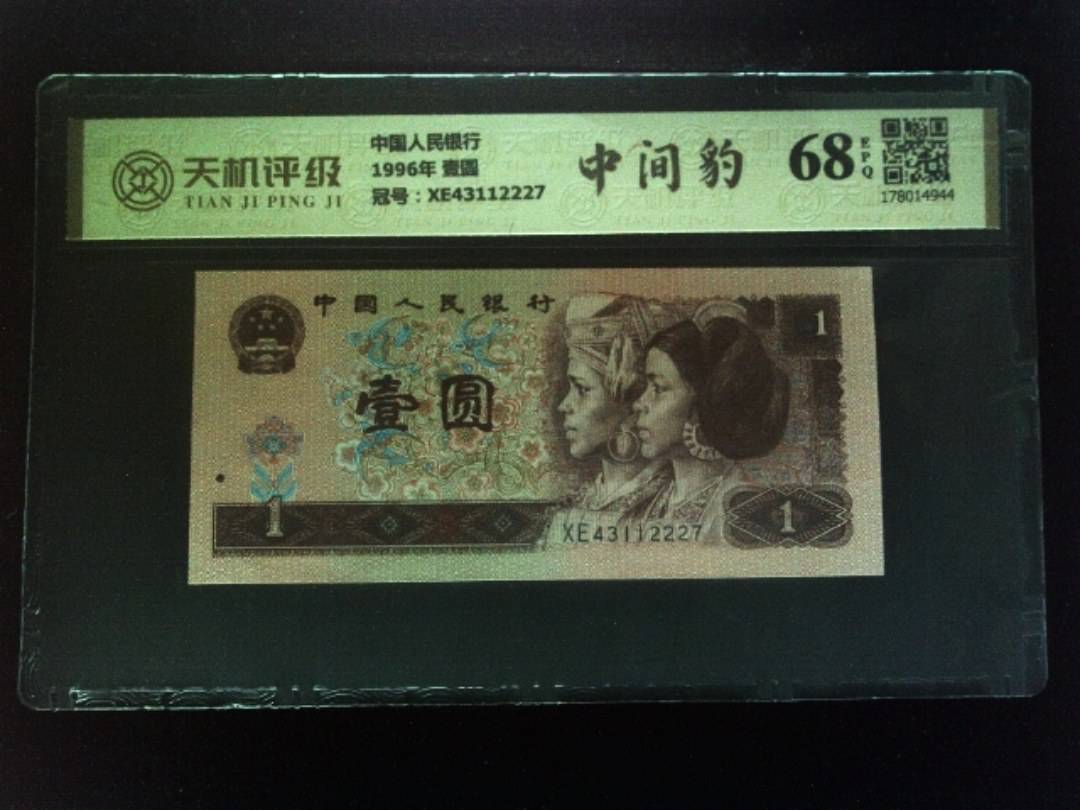 天机评级
TIAN JI PING JI
中国人民银行
1996年 壹圆
冠号：XE43112227
中间豹
68
EPQ
178014944
中国人民银行
壹圆
1
1
XE43112227
1